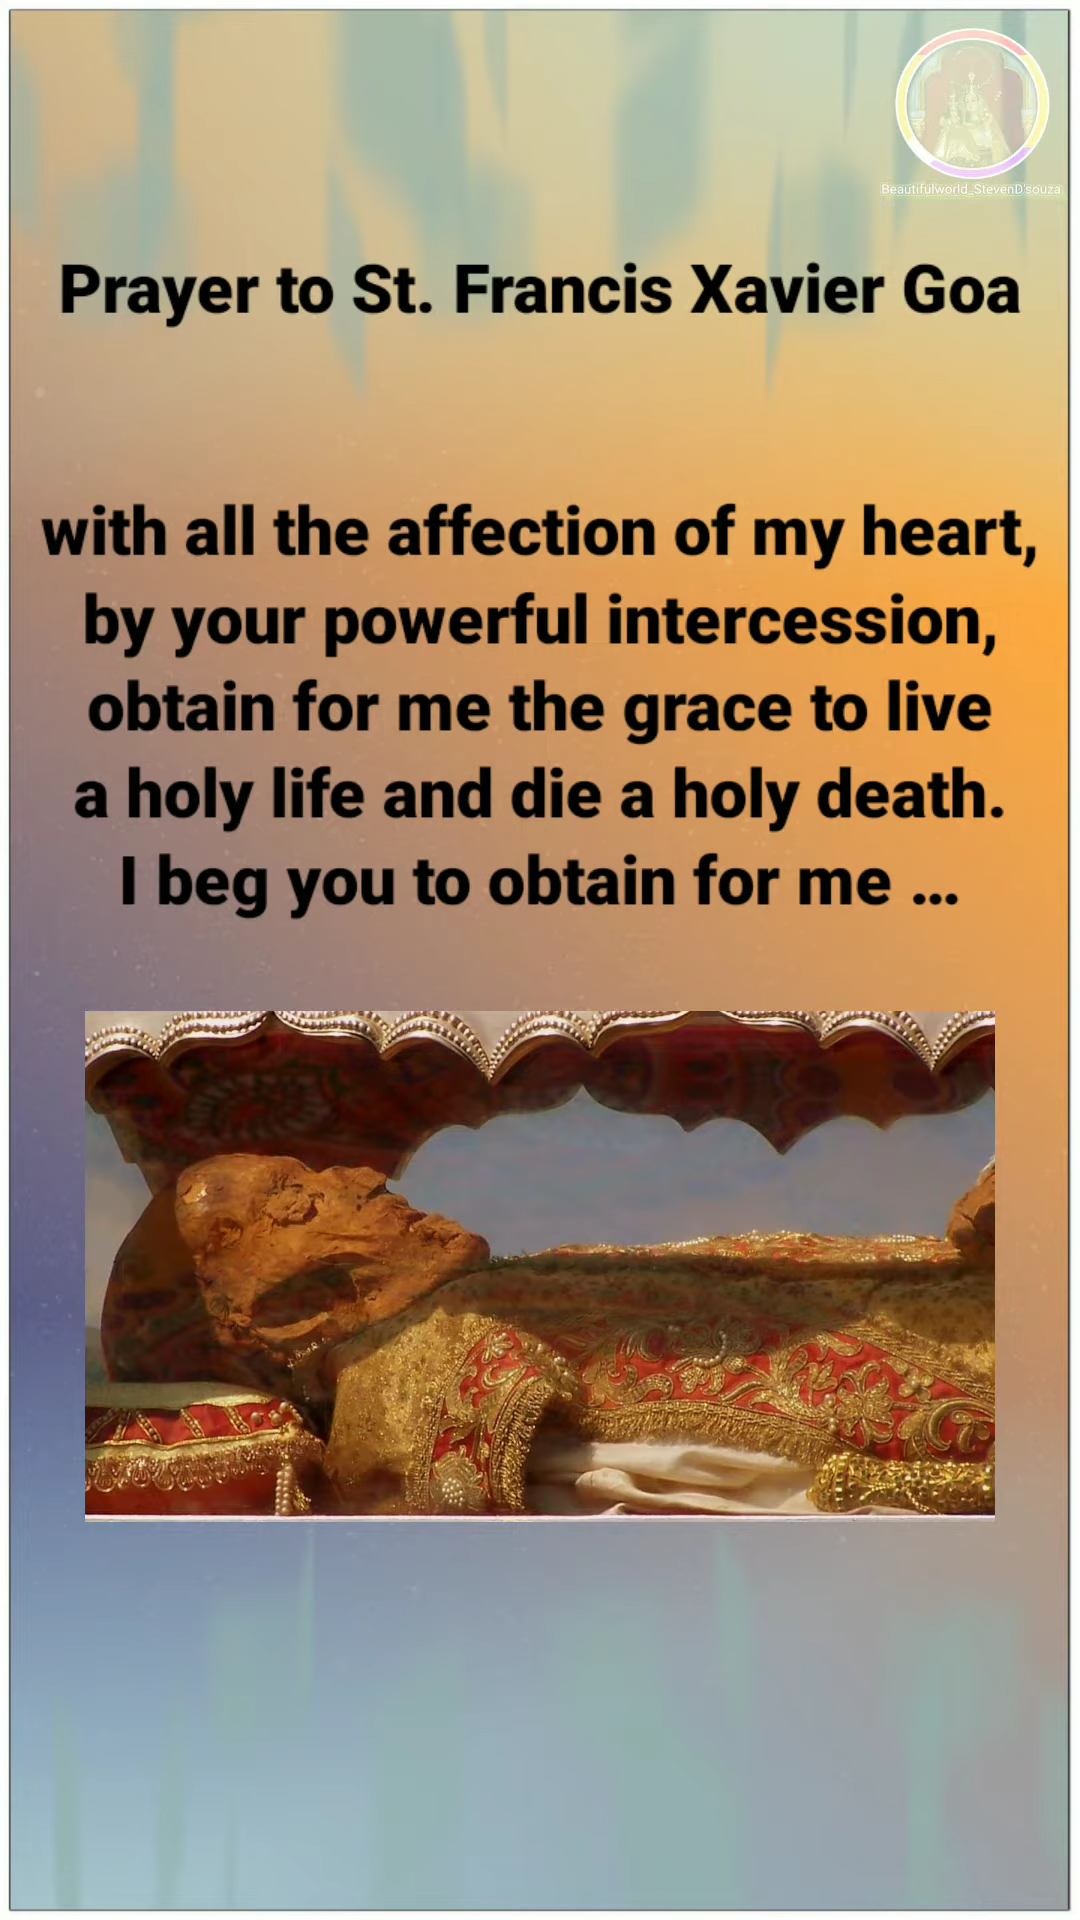 Beautifulworld_StevenD'souza
Prayer to St. Francis Xavier Goa
with all the affection of my heart,
by your powerful intercession,
obtain for me the grace to live
a holy life and die a holy death.
I beg you to obtain for me ...